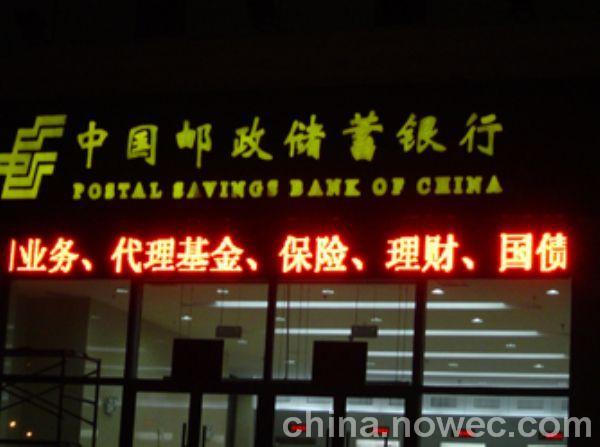 中国邮政储蓄银行
POSTAL SAVINGS BANK OF CHINA
业务、代理基金、保险、理财、国债
china.nowec.com